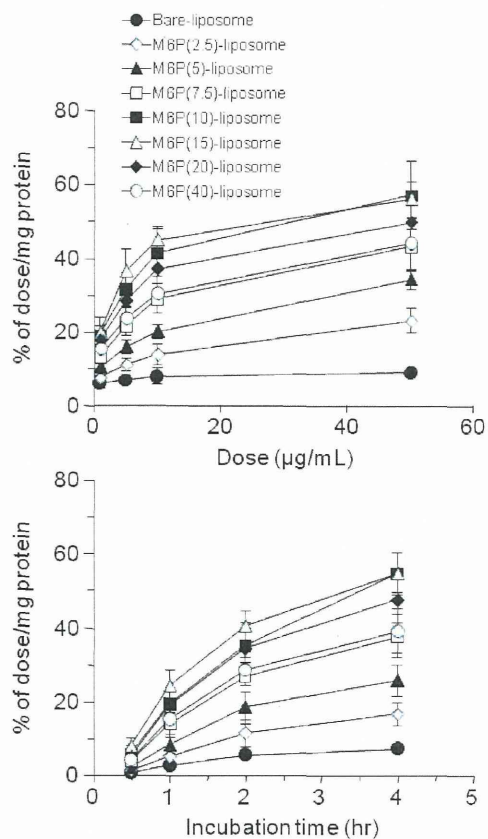 Bare-liposome
M6P(2.5)-liposome
M6P(5)-liposome
M6P(7.5)-liposome
M6P(10)-liposome
M6P(15)-liposome
M6P(20)-liposome
M6P(40)-liposome
80
60
40
20
0
% of dose/mg protein
0
20
40
60
Dose (μg/mL)
80
60
40
20
0
% of dose/mg protein
0
1
2
3
4
5
Incubation time (hr)